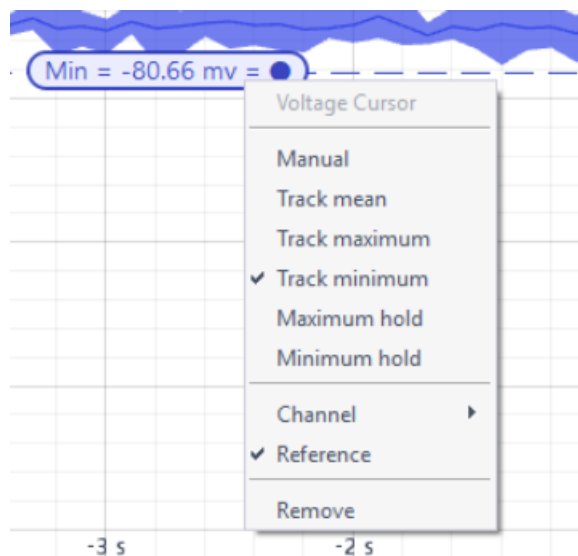 Min = -80.66 mv =
Voltage Cursor
Manual
Track mean
Track maximum
Track minimum
Maximum hold
Minimum hold
Channel
Reference
Remove
-3 s
-2 s